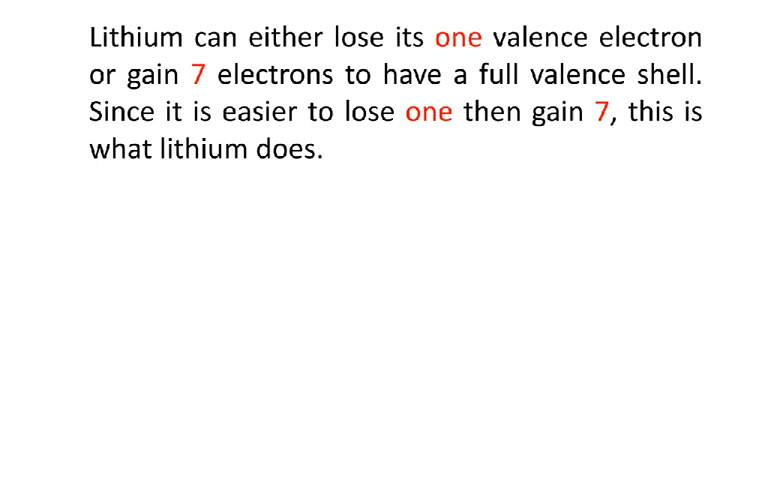 Lithium can either lose its one valence electron
or gain 7 electrons to have a full valence shell.
Since it is easier to lose one then gain 7, this is
what lithium does.